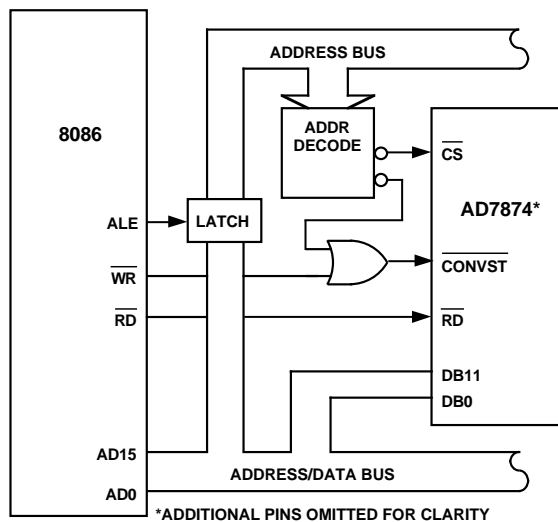 ADDRESS BUS
8086
ADDR
DECODE
CS
AD7874*
ALE
LATCH
CONVST
WR
RD
RD
DB11
DB0
AD15
ADDRESS/DATA BUS
AD0
*ADDITIONAL PINS OMITTED FOR CLARITY